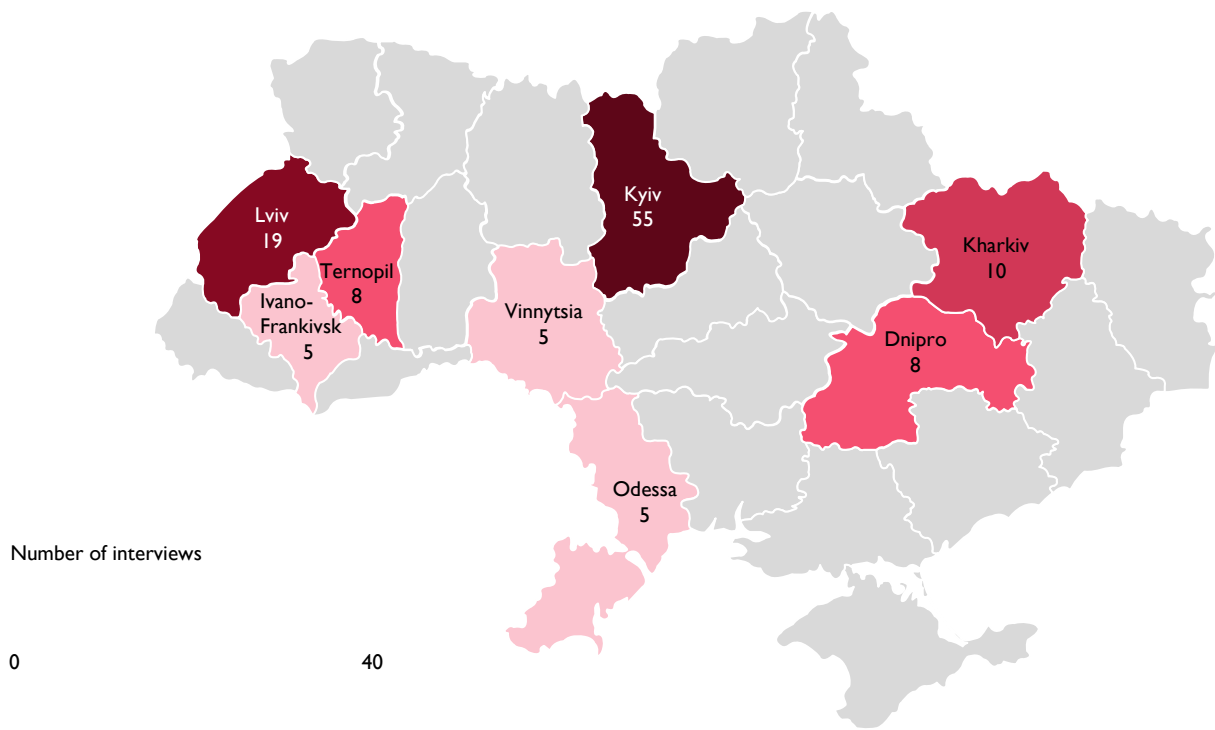 Lviv
19
Kyiv
55
Kharkiv
10
Ternopil
8
Ivano-
Frankivsk
5
Vinnytsia
5
Dnipro
8
Odessa
5
Number of interviews
0
40